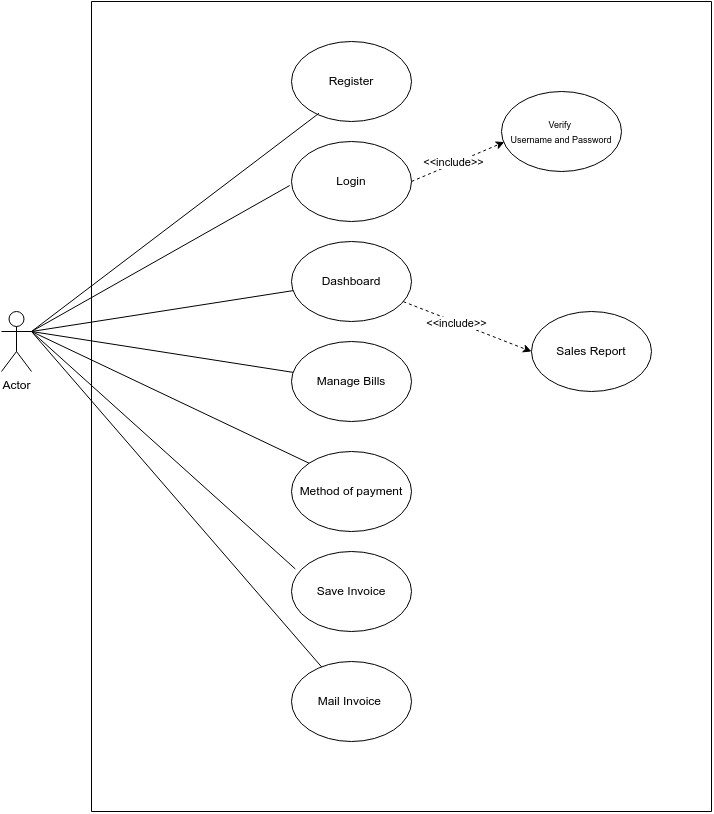 Register
Verify
Username and Password
<<include>>
Login
Dashboard
<<include>>
Sales Report
Actor
Manage Bills
Method of payment
Save Invoice
Mail Invoice